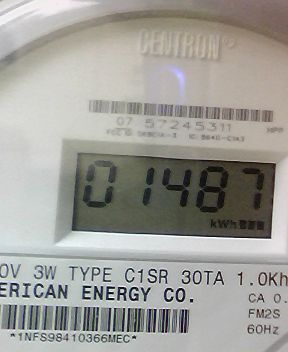 CENTRON®
07 57245311
HPP
01487
kWh
0V 3W TYPE C1SR 30TA 1.0Kh
ERICAN ENERGY CO.
CA 0.
FM2S
60Hz
*1NFS98410366MEC*